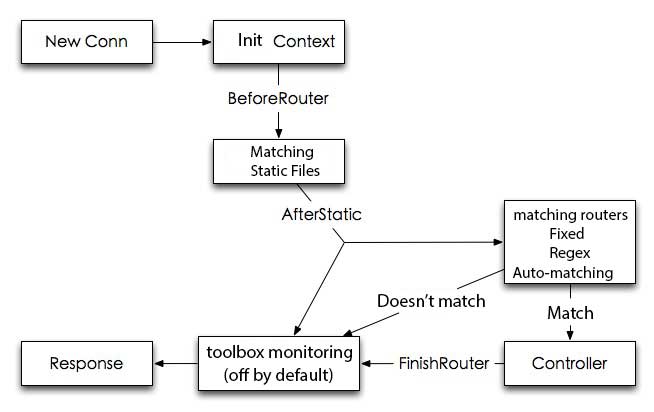 New Conn
Init Context
BeforeRouter
Matching
Static Files
AfterStatic
matching routers
Fixed
Regex
Auto-matching
Doesn't match
Match
Response
toolbox monitoring
(off by default)
FinishRouter
Controller